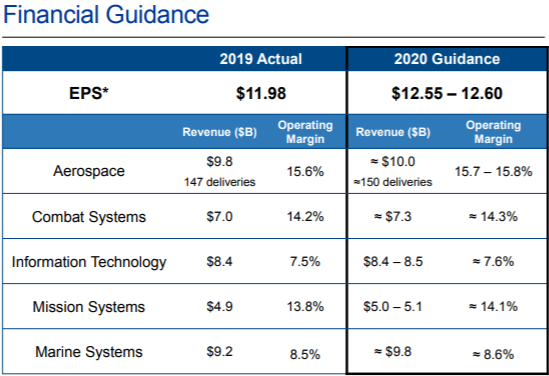 Financial Guidance
2019 Actual 2020 Guidance
EPS* $11.98 $12.55 – 12.60
Revenue ($B) Operating Margin Revenue ($B) Operating Margin
Aerospace $9.8 147 deliveries 15.6% ≈ $10.0 ≈150 deliveries 15.7 – 15.8%
Combat Systems $7.0 14.2% ≈ $7.3 ≈ 14.3%
Information Technology $8.4 7.5% $8.4 – 8.5 ≈ 7.6%
Mission Systems $4.9 13.8% $5.0 – 5.1 ≈ 14.1%
Marine Systems $9.2 8.5% ≈ $9.8 ≈ 8.6%